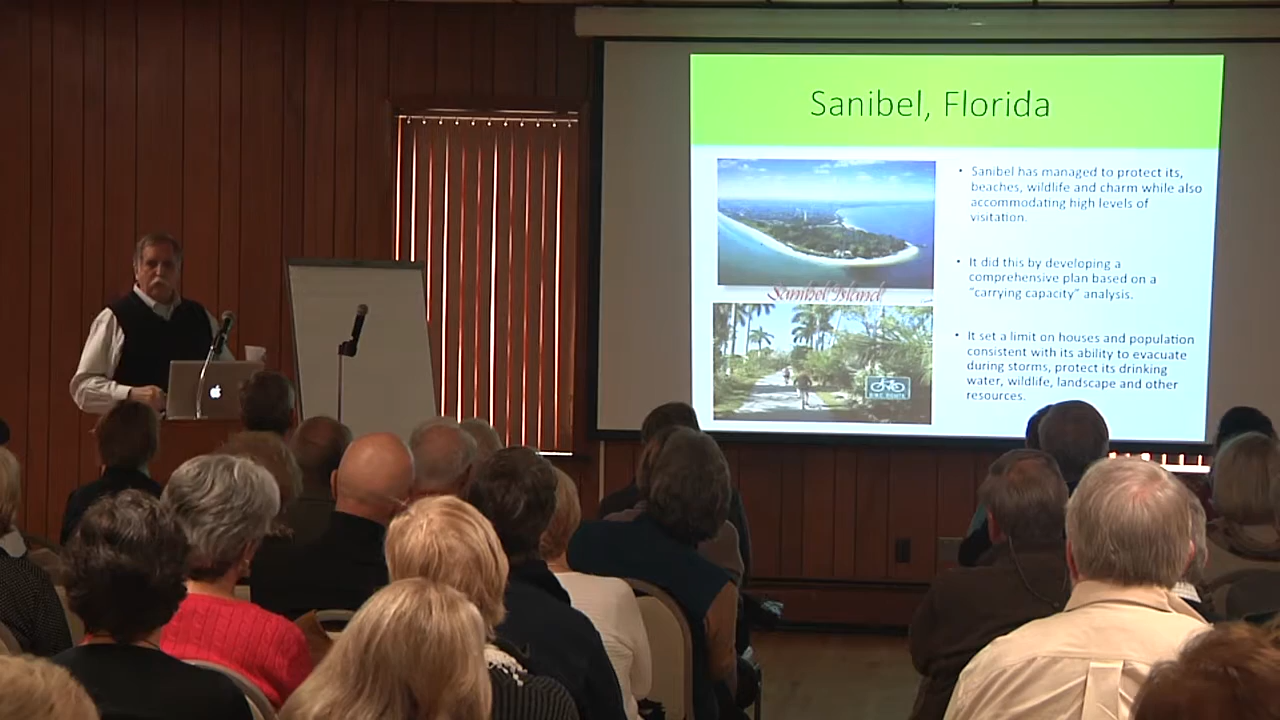 Sanibel, Florida
• Sanibel has managed to protect its,
beaches, wildlife and charm while also
accommodating high levels of
visitation.
• It did this by developing a
comprehensive plan based on a
“carrying capacity” analysis.
• It set a limit on houses and population
consistent with its ability to evacuate
during storms, protect its drinking
water, wildlife, landscape and other
resources.
Sanibel Island
BIKE ROUTE